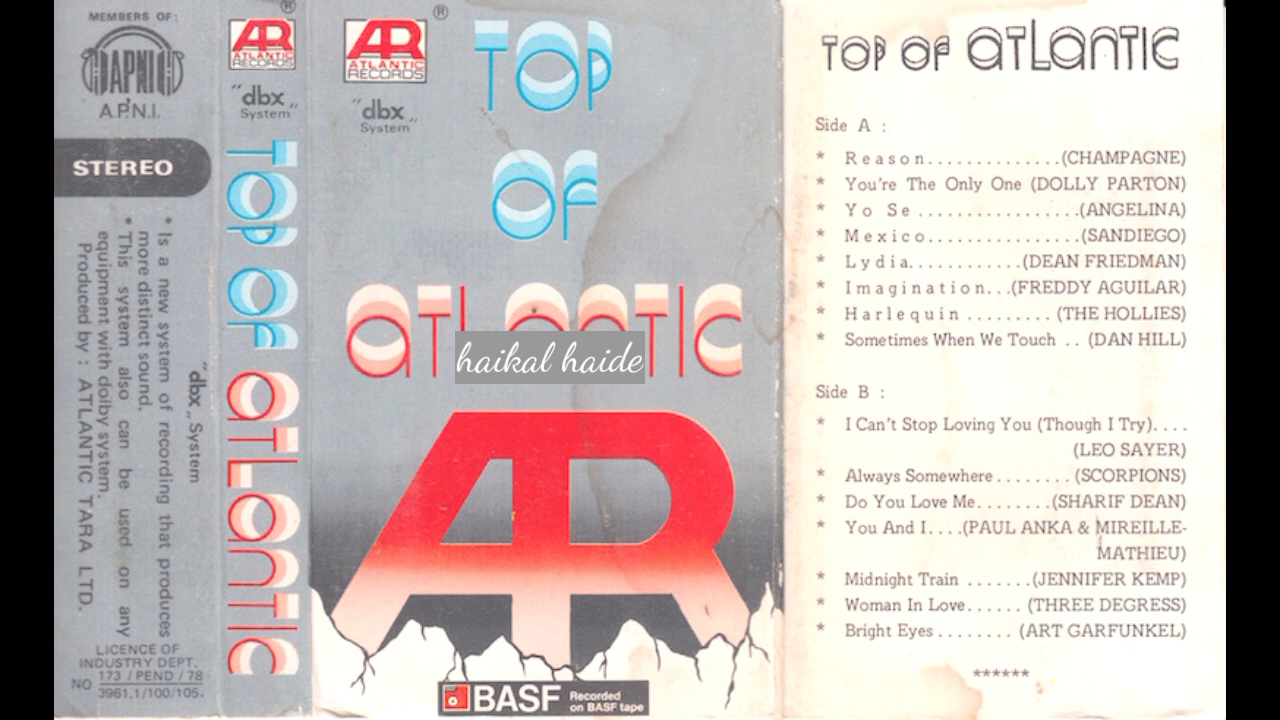 MEMBERS OF:
APNI
A.P.N.I.
STEREO
"dbx" System
* Is a new system of recording that produces
more distinct sound.
* This system also can be used on any
equipment with dolby system.
Produced by : ATLANTIC TARA LTD.
LICENCE OF
INDUSTRY DEPT.
NO 173 / PEND / 78
3961.1/100/105.
AR ®
ATLANTIC
RECORDS
"dbx"
System
TOP OF ATLANTIC
AR ®
ATLANTIC
RECORDS
"dbx"
System
TOP
OF
ATLANTIC
haikal haide
AR
BASF Recorded
on BASF tape
TOP OF ATLANTIC
Side A :
* Reason..............(CHAMPAGNE)
* You're The Only One (DOLLY PARTON)
* Yo Se .................(ANGELINA)
* Mexico................(SANDIEGO)
* Lydia............(DEAN FRIEDMAN)
* Imagination...(FREDDY AGUILAR)
* Harlequin ......... (THE HOLLIES)
* Sometimes When We Touch .. (DAN HILL)
Side B :
* I Can't Stop Loving You (Though I Try)....
(LEO SAYER)
* Always Somewhere ........ (SCORPIONS)
* Do You Love Me........(SHARIF DEAN)
* You And I....(PAUL ANKA & MIREILLE-
MATHIEU)
* Midnight Train .......(JENNIFER KEMP)
* Woman In Love...... (THREE DEGRESS)
* Bright Eyes ........ (ART GARFUNKEL)
******